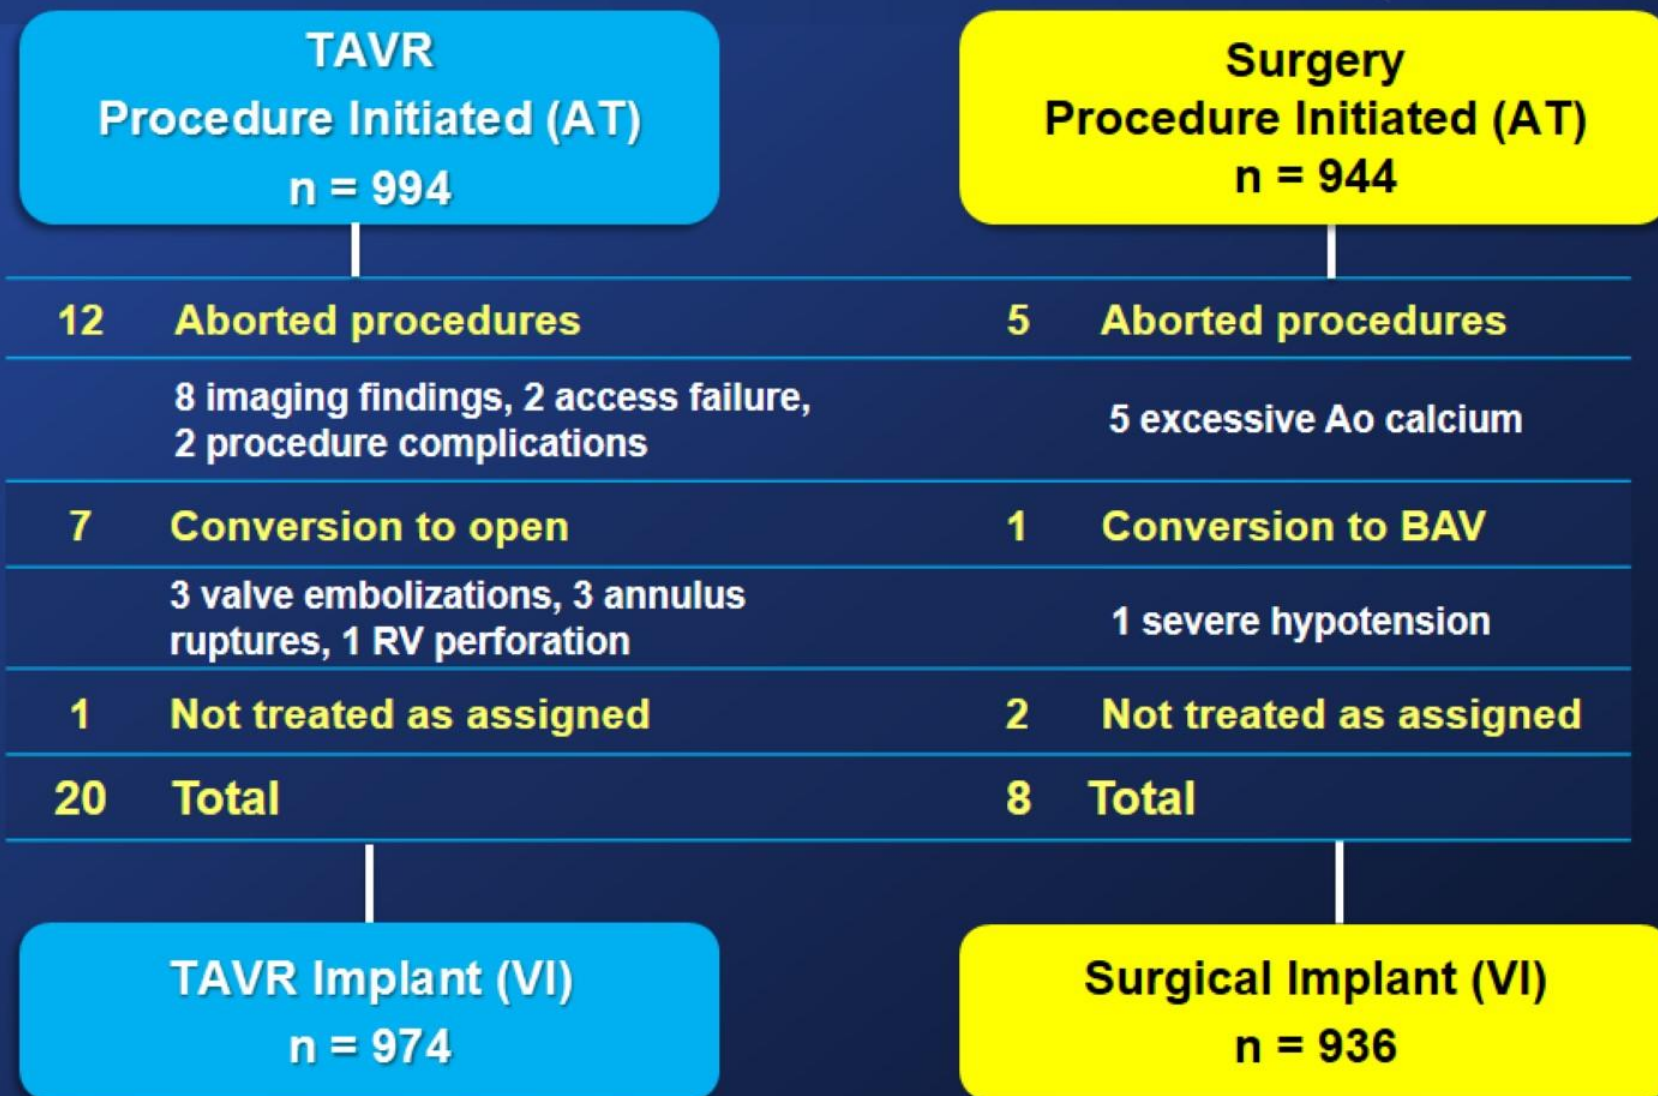 TAVR
Procedure Initiated (AT)
n = 994
Surgery
Procedure Initiated (AT)
n = 944
12 Aborted procedures
5 Aborted procedures
8 imaging findings, 2 access failure,
2 procedure complications
5 excessive Ao calcium
7 Conversion to open
1 Conversion to BAV
3 valve embolizations, 3 annulus
ruptures, 1 RV perforation
1 severe hypotension
1 Not treated as assigned
2 Not treated as assigned
20 Total
8 Total
TAVR Implant (VI)
n = 974
Surgical Implant (VI)
n = 936